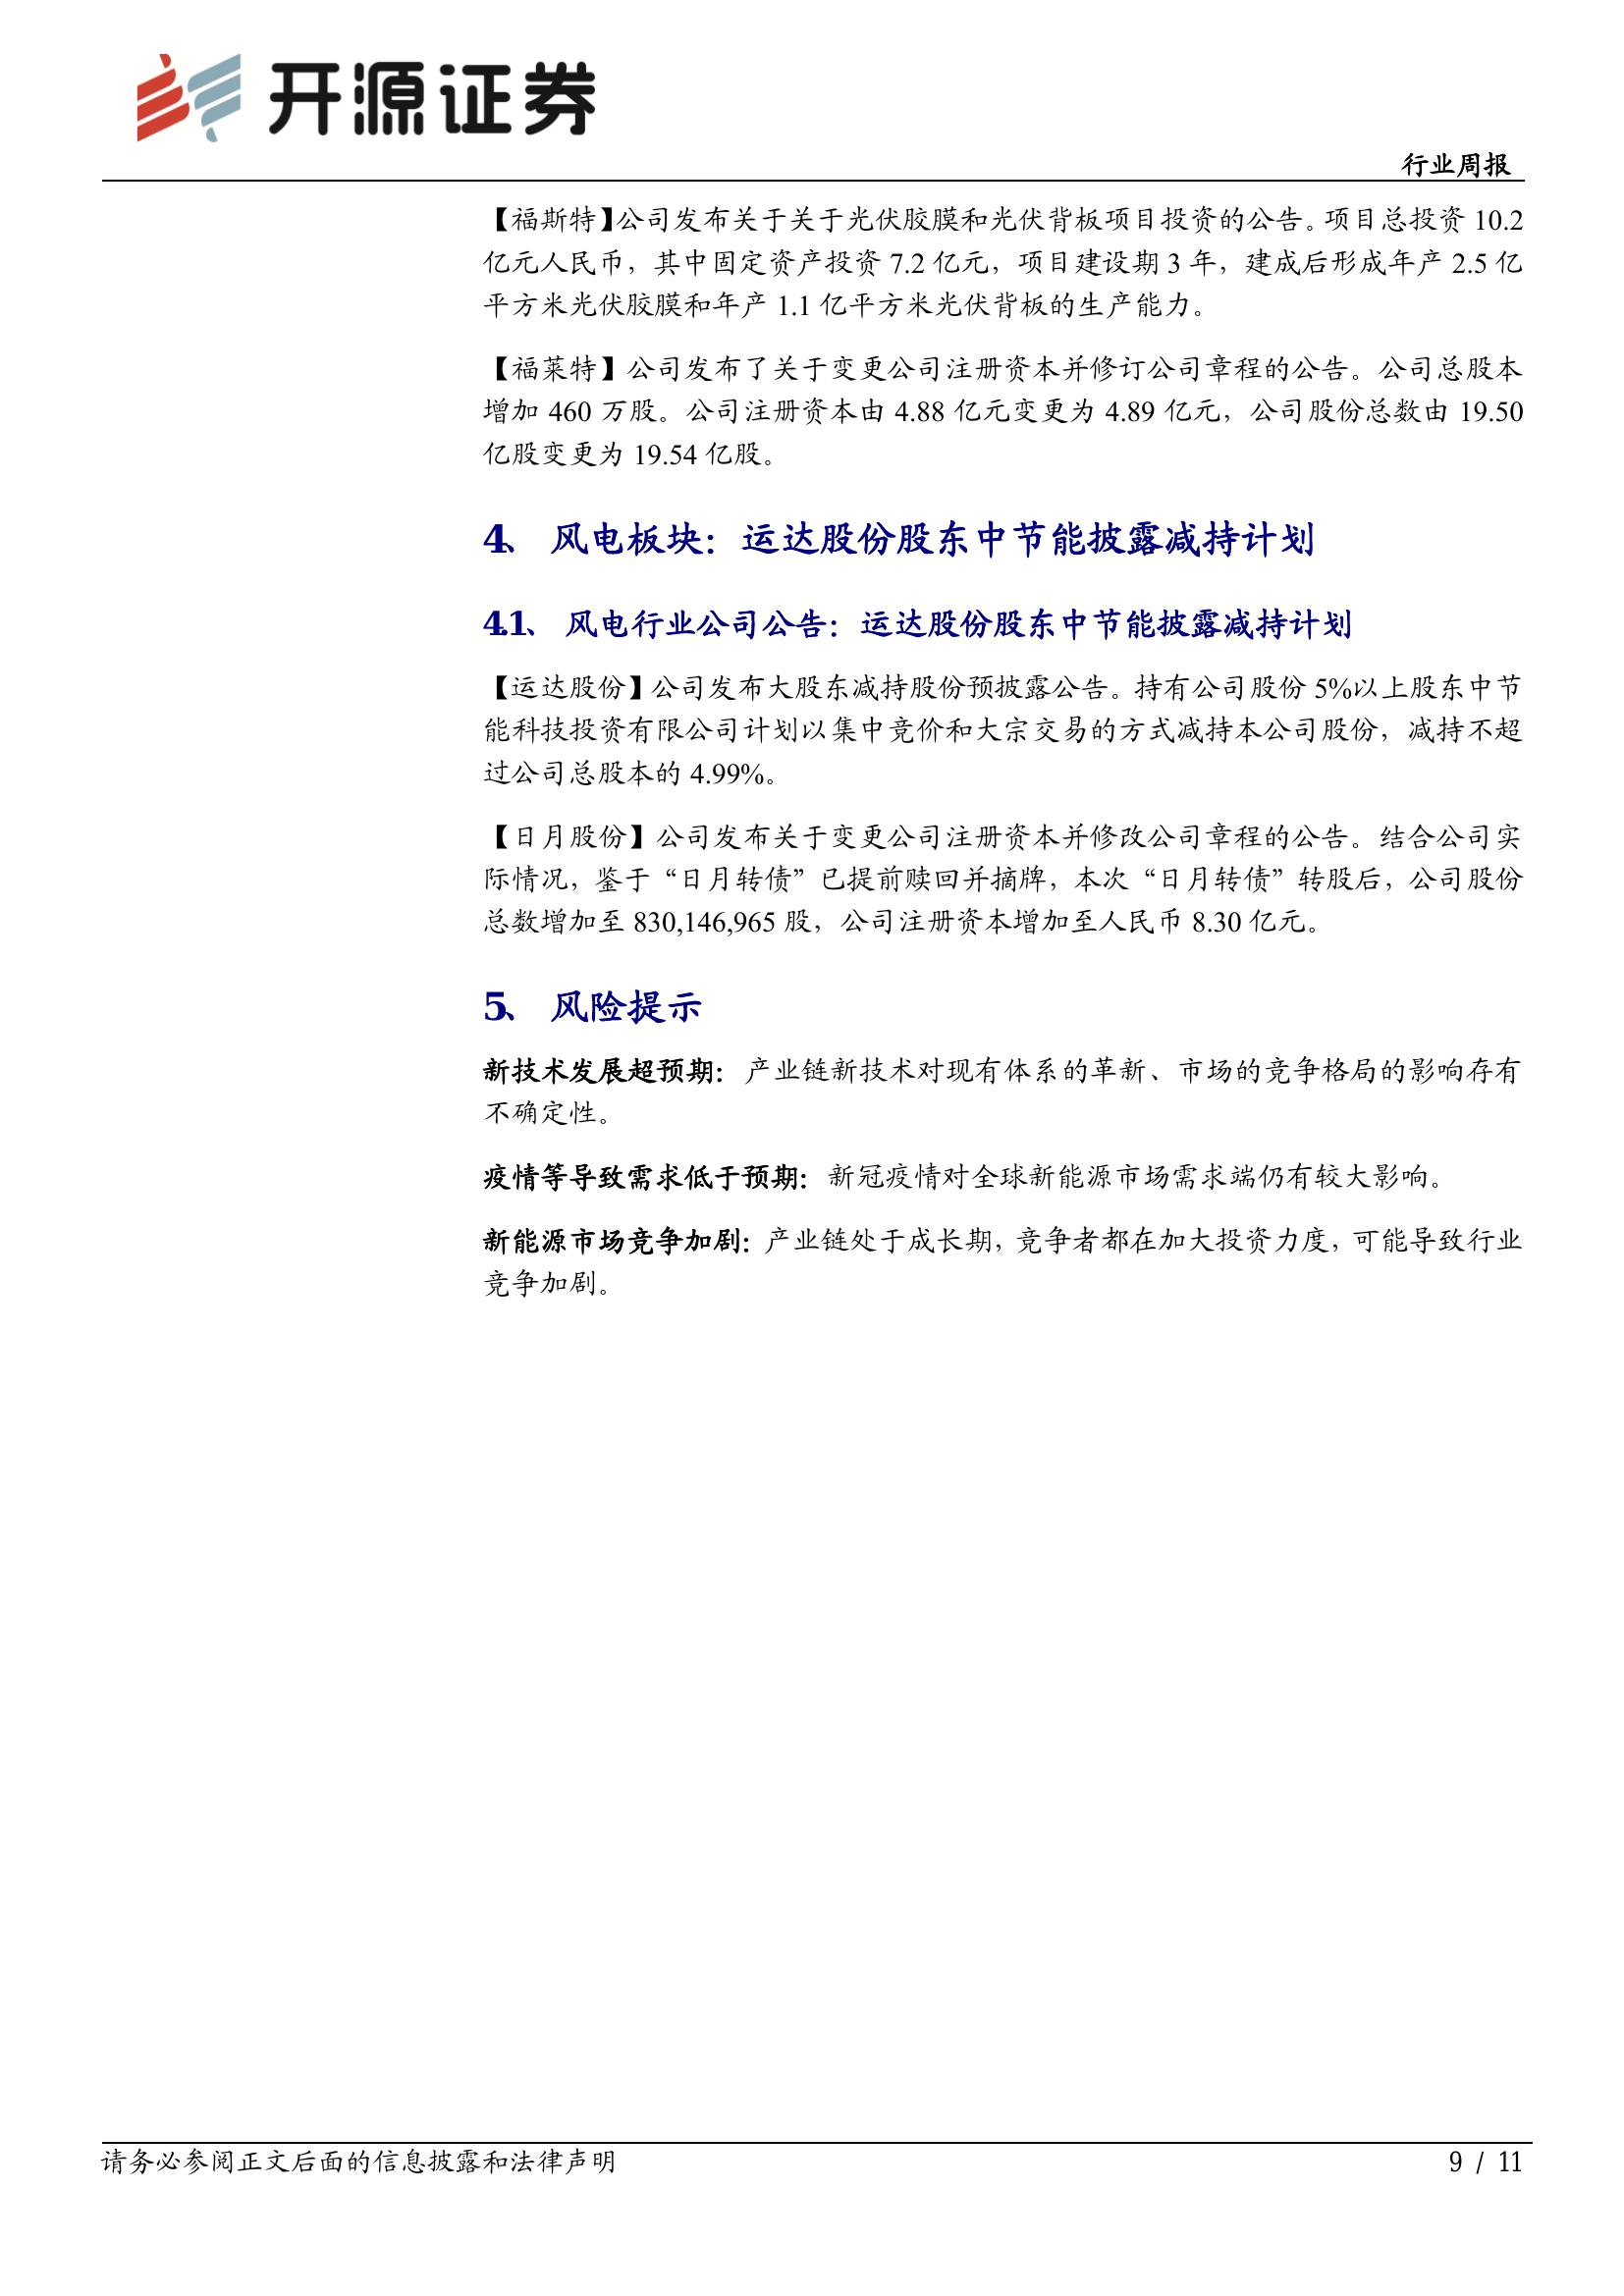 开源证券
行业周报
【福斯特】公司发布关于关于光伏胶膜和光伏背板项目投资的公告。项目总投资 10.2
亿元人民币，其中固定资产投资 7.2 亿元，项目建设期 3 年，建成后形成年产 2.5 亿
平方米光伏胶膜和年产 1.1 亿平方米光伏背板的生产能力。
【福莱特】公司发布了关于变更公司注册资本并修订公司章程的公告。公司总股本
增加 460 万股。公司注册资本由 4.88 亿元变更为 4.89 亿元，公司股份总数由 19.50
亿股变更为 19.54 亿股。
4、 风电板块：运达股份股东中节能披露减持计划
4.1、 风电行业公司公告：运达股份股东中节能披露减持计划
【运达股份】公司发布大股东减持股份预披露公告。持有公司股份 5%以上股东中节
能科技投资有限公司计划以集中竞价和大宗交易的方式减持本公司股份，减持不超
过公司总股本的 4.99%。
【日月股份】公司发布关于变更公司注册资本并修改公司章程的公告。结合公司实
际情况，鉴于“日月转债”已提前赎回并摘牌，本次“日月转债”转股后，公司股份
总数增加至 830,146,965 股，公司注册资本增加至人民币 8.30 亿元。
5、 风险提示
新技术发展超预期：产业链新技术对现有体系的革新、市场的竞争格局的影响存有
不确定性。
疫情等导致需求低于预期：新冠疫情对全球新能源市场需求端仍有较大影响。
新能源市场竞争加剧：产业链处于成长期，竞争者都在加大投资力度，可能导致行业
竞争加剧。
请务必参阅正文后面的信息披露和法律声明
9 / 11